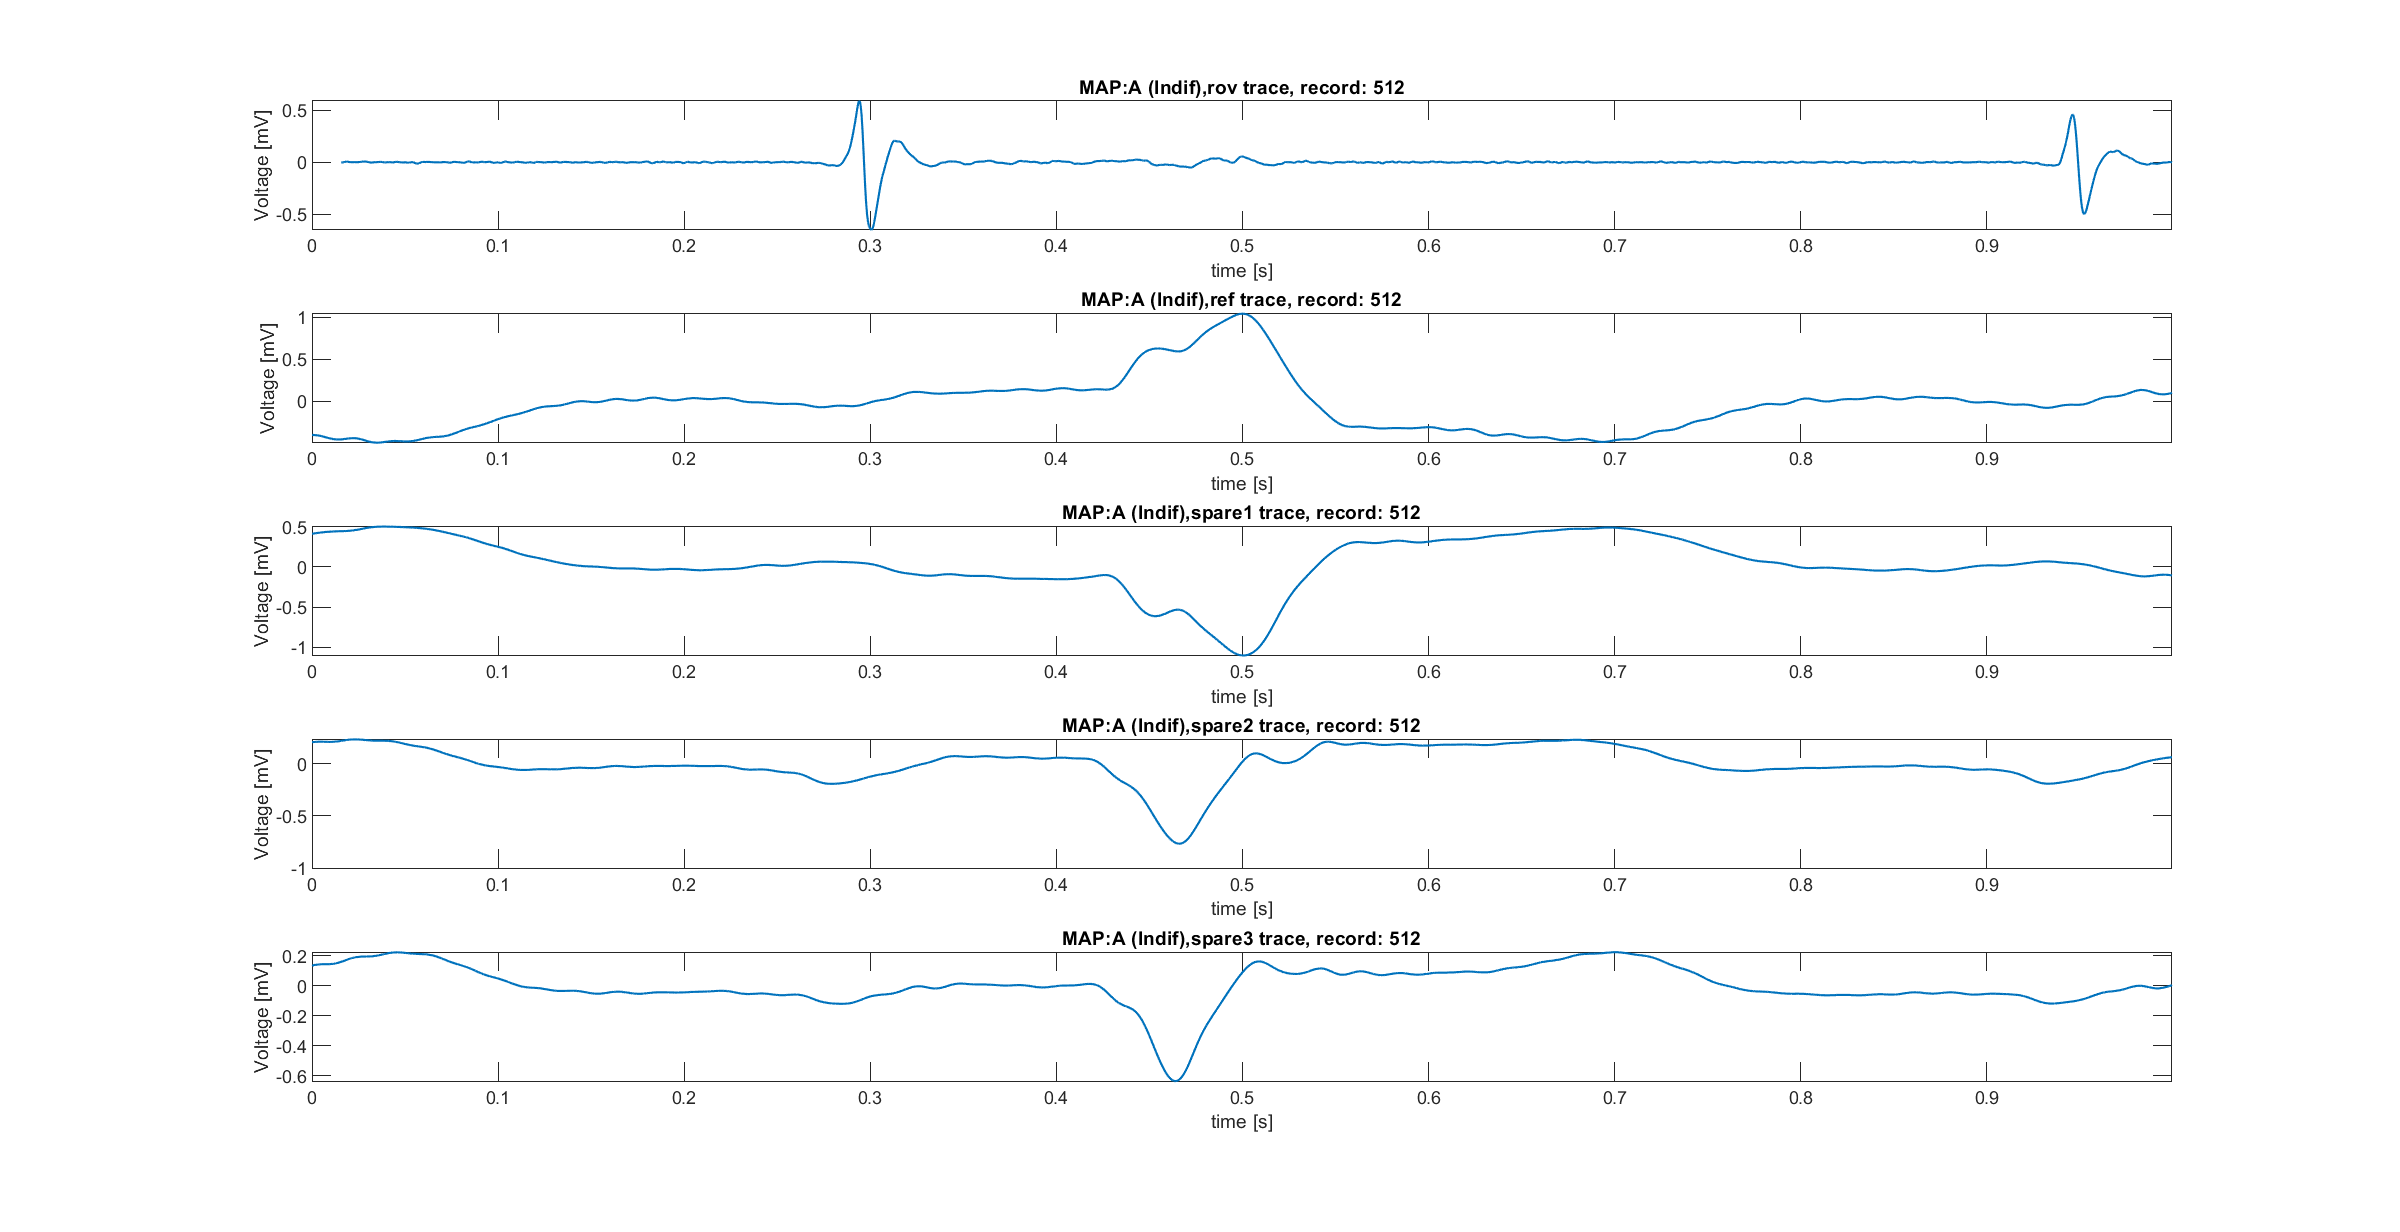 MAP:A (Indif),rov trace, record: 512
Voltage [mV]
0.5
0
-0.5
0 0.1 0.2 0.3 0.4 0.5 0.6 0.7 0.8 0.9
time [s]
MAP:A (Indif),ref trace, record: 512
Voltage [mV]
1
0.5
0
0 0.1 0.2 0.3 0.4 0.5 0.6 0.7 0.8 0.9
time [s]
MAP:A (Indif),spare1 trace, record: 512
Voltage [mV]
0.5
0
-0.5
-1
0 0.1 0.2 0.3 0.4 0.5 0.6 0.7 0.8 0.9
time [s]
MAP:A (Indif),spare2 trace, record: 512
Voltage [mV]
0
-0.5
-1
0 0.1 0.2 0.3 0.4 0.5 0.6 0.7 0.8 0.9
time [s]
MAP:A (Indif),spare3 trace, record: 512
Voltage [mV]
0.2
0
-0.2
-0.4
-0.6
0 0.1 0.2 0.3 0.4 0.5 0.6 0.7 0.8 0.9
time [s]